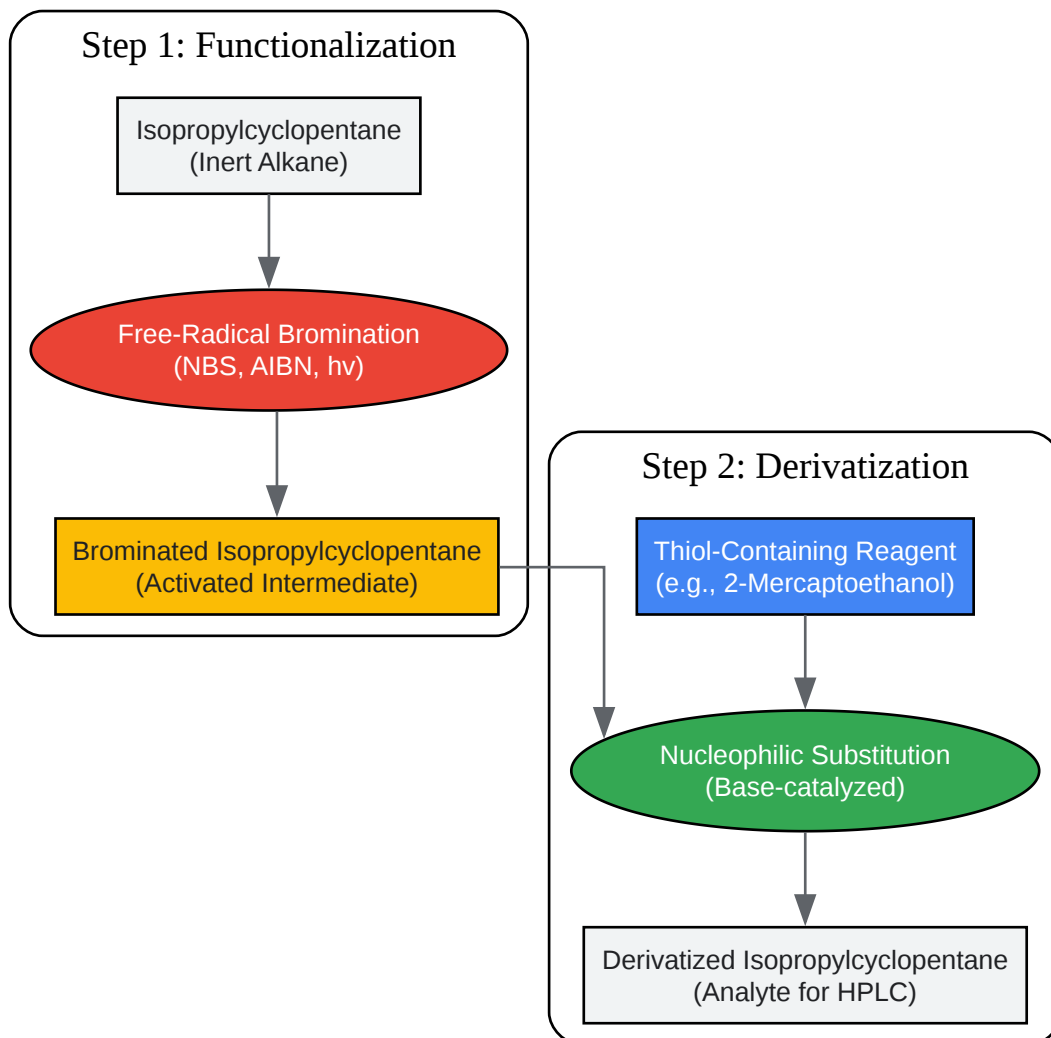 Step 1: Functionalization
Isopropylcyclopentane
(Inert Alkane)
Free-Radical Bromination
(NBS, AIBN, hv)
Brominated Isopropylcyclopentane
(Activated Intermediate)
Step 2: Derivatization
Thiol-Containing Reagent
(e.g., 2-Mercaptoethanol)
Nucleophilic Substitution
(Base-catalyzed)
Derivatized Isopropylcyclopentane
(Analyte for HPLC)